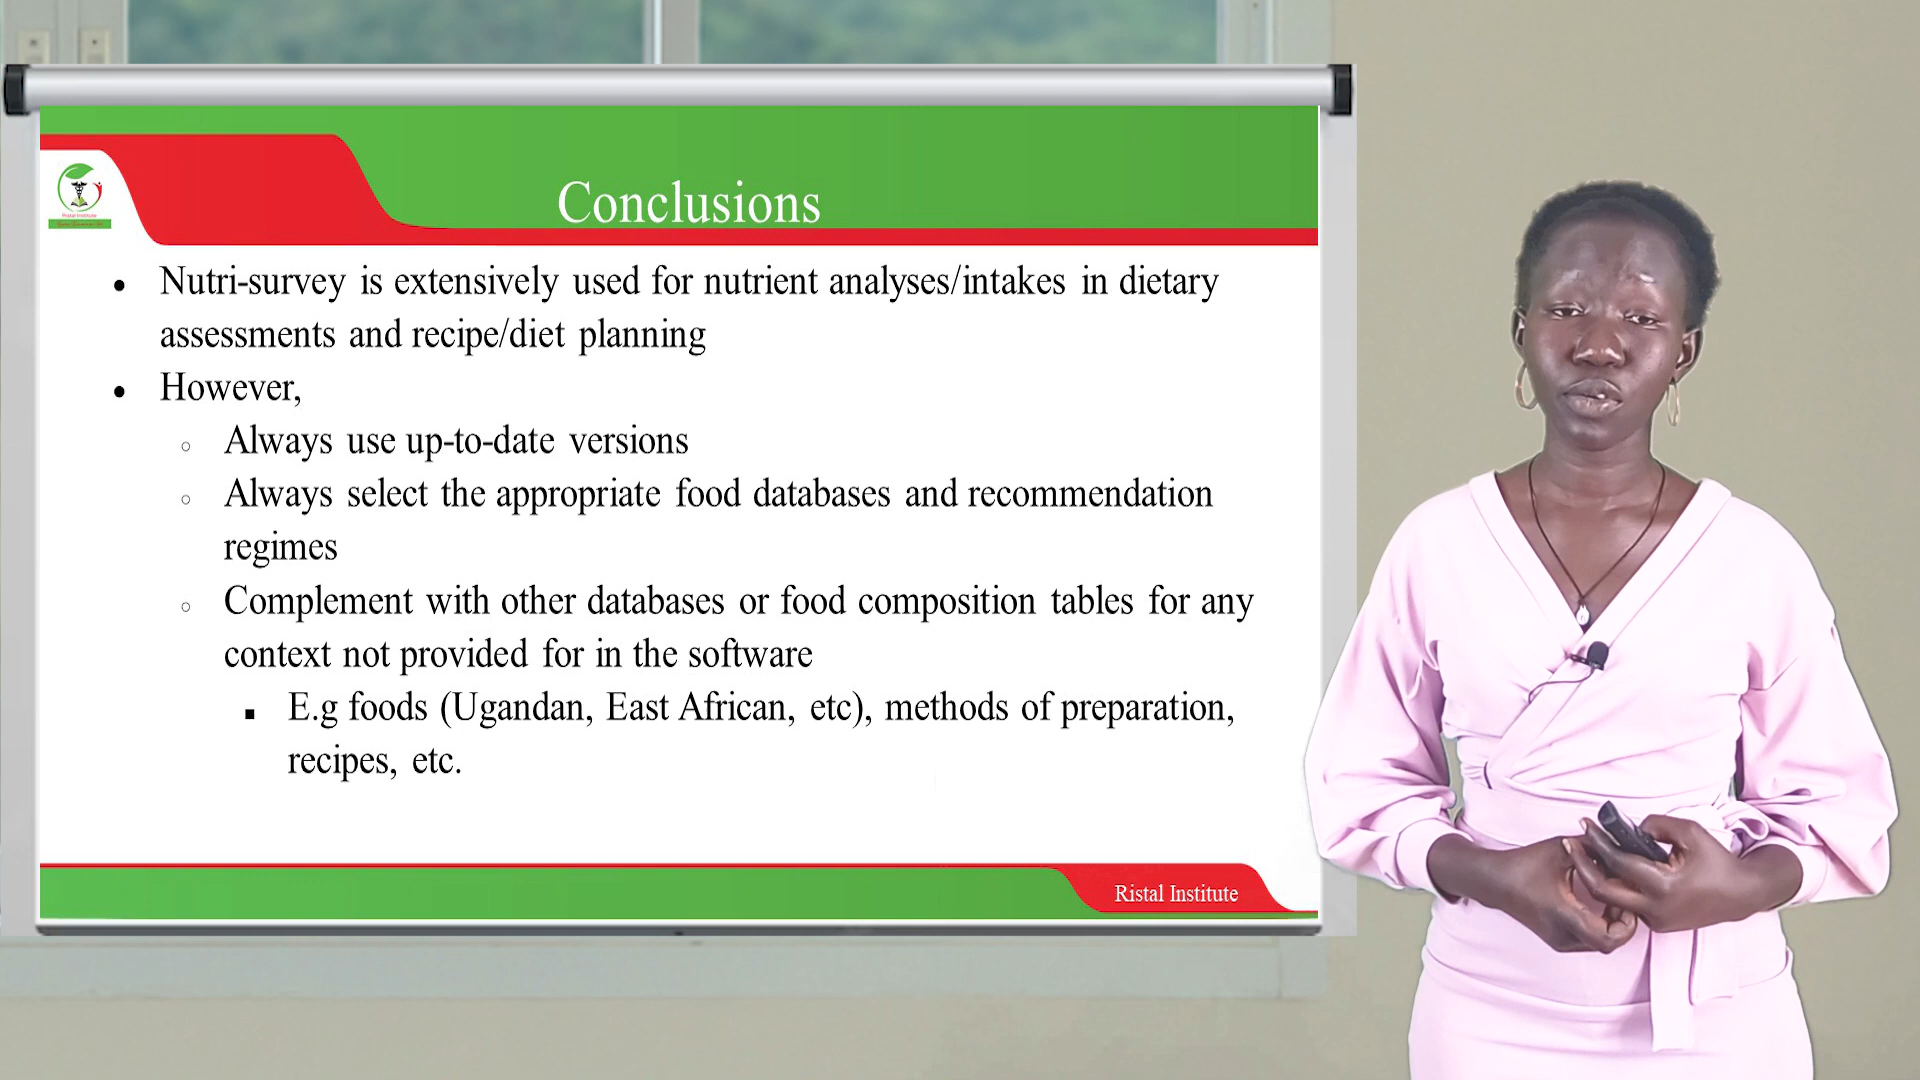 Conclusions
Nutri-survey is extensively used for nutrient analyses/intakes in dietary
assessments and recipe/diet planning
However,
Always use up-to-date versions
Always select the appropriate food databases and recommendation
regimes
Complement with other databases or food composition tables for any
context not provided for in the software
E.g foods (Ugandan, East African, etc), methods of preparation,
recipes, etc.
Ristal Institute
Ristal Institute